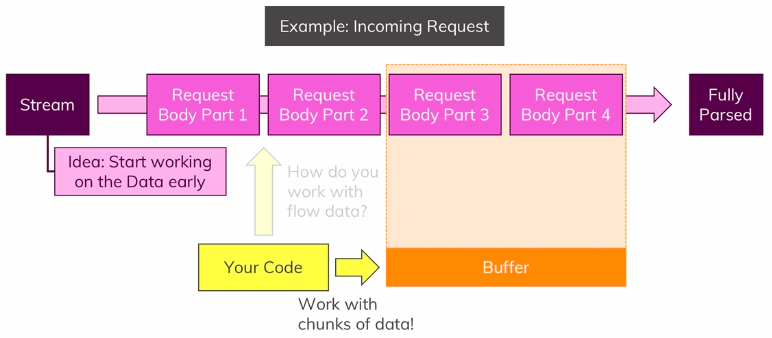 Example: Incoming Request
Stream
Request
Body Part 1
Request
Body Part 2
Request
Body Part 3
Request
Body Part 4
Fully
Parsed
Idea: Start working
on the Data early
How do you
work with
flow data?
Your Code
Buffer
Work with
chunks of data!